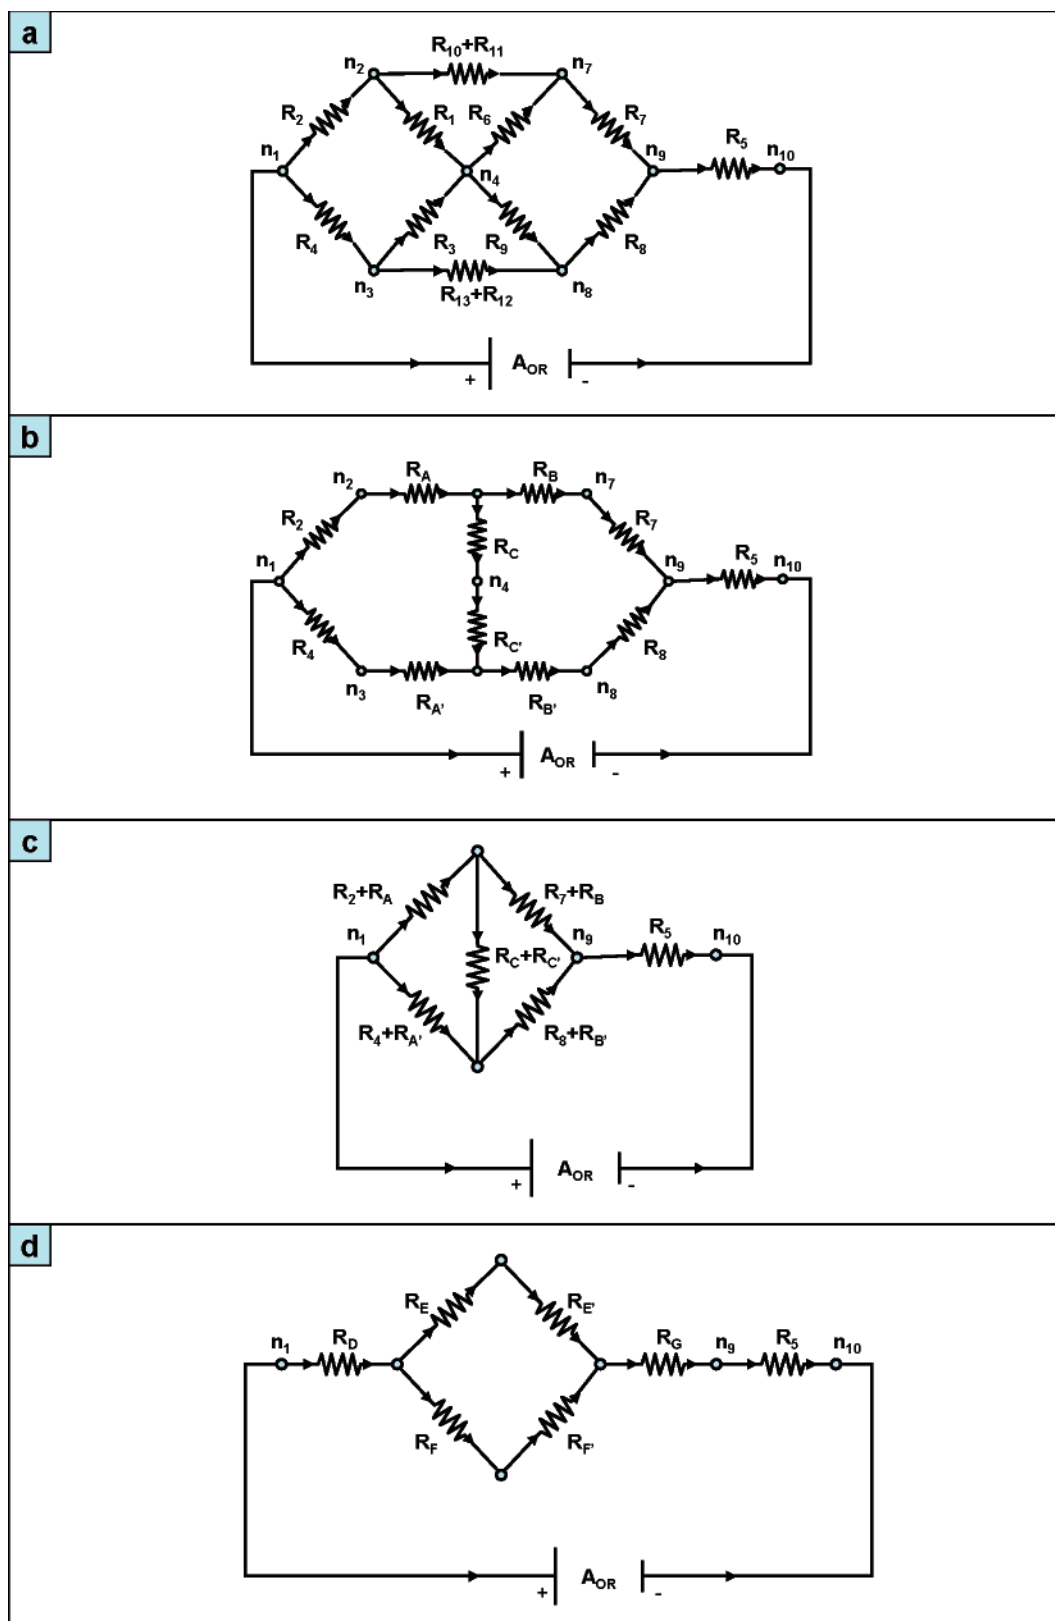 a
R10+R11
n2 n7
R2 R1 R6 R7
n1 n4 n9 R5 n10
R4 R3 R9 R8
n3 n8
R13+R12
+ AOR -
b
n2 RA RB n7
R2 RC R7
n1 n4 n9 R5 n10
R4 RC' R8
n3 RA' RB' n8
+ AOR -
c
R2+RA R7+RB
n1 n9 R5 n10
RC+RC'
R4+RA' R8+RB'
+ AOR -
d
RE RE'
n1 RD RG n9 R5 n10
RF RF'
+ AOR -